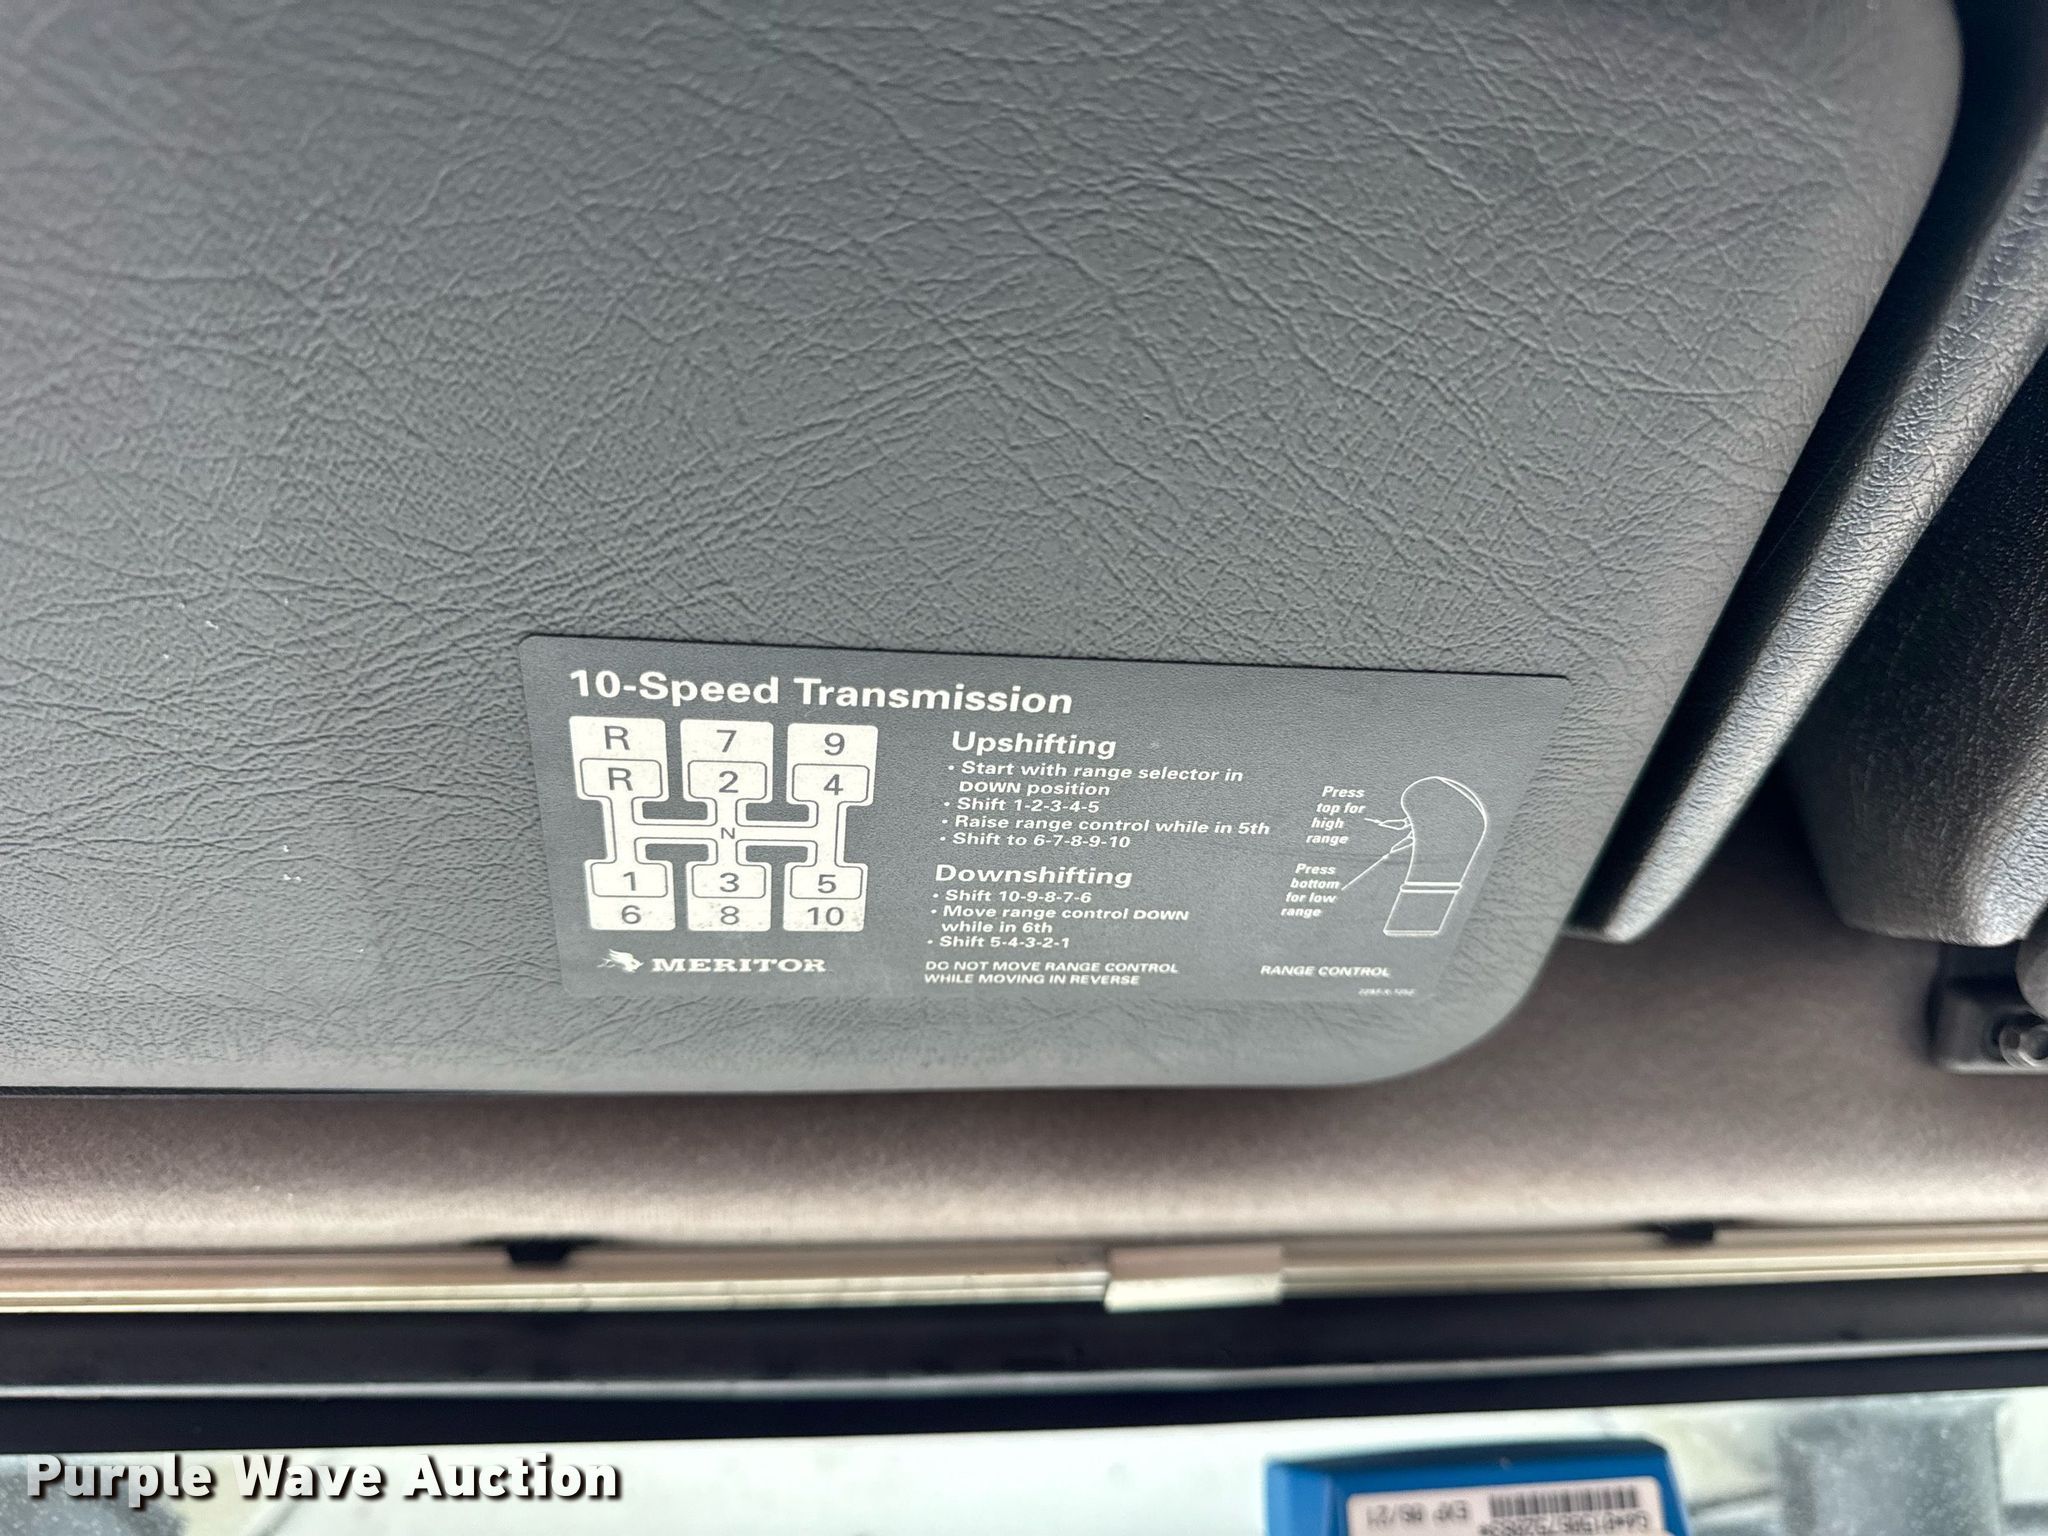 10-Speed Transmission
R 7 9
R 2 4
N
1 3 5
6 8 10
MERITOR
Upshifting
• Start with range selector in
DOWN position
• Shift 1-2-3-4-5
• Raise range control while in 5th
• Shift to 6-7-8-9-10
Downshifting
• Shift 10-9-8-7-6
• Move range control DOWN
while in 6th
• Shift 5-4-3-2-1
DO NOT MOVE RANGE CONTROL
WHILE MOVING IN REVERSE
Press
top for
high
range
Press
bottom
for low
range
RANGE CONTROL
Purple Wave Auction
EXP 06/21